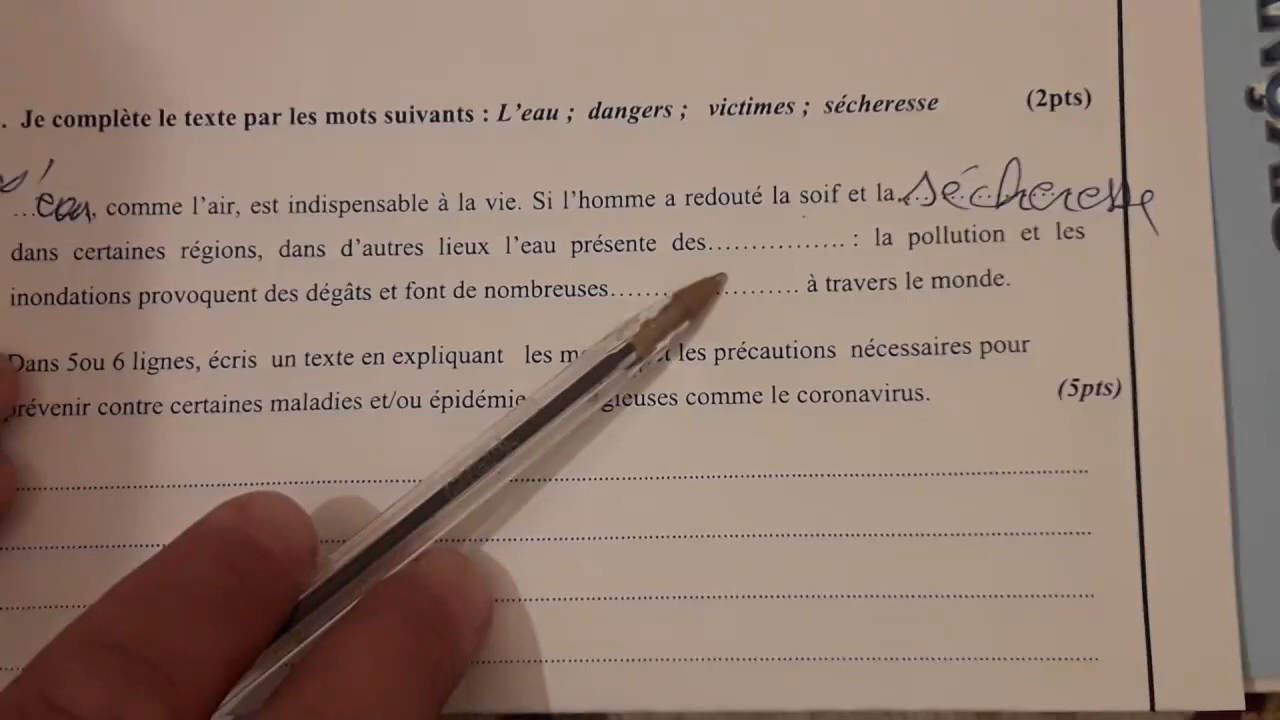 . Je complète le texte par les mots suivants : L'eau ; dangers ; victimes ; sécheresse (2pts)
...eau, comme l'air, est indispensable à la vie. Si l'homme a redouté la soif et la sécheresse
dans certaines régions, dans d'autres lieux l'eau présente des............... : la pollution et les
inondations provoquent des dégâts et font de nombreuses.................... à travers le monde.
Dans 5ou 6 lignes, écris un texte en expliquant les les précautions nécessaires pour
prévenir contre certaines maladies et/ou épidémie gieuses comme le coronavirus. (5pts)